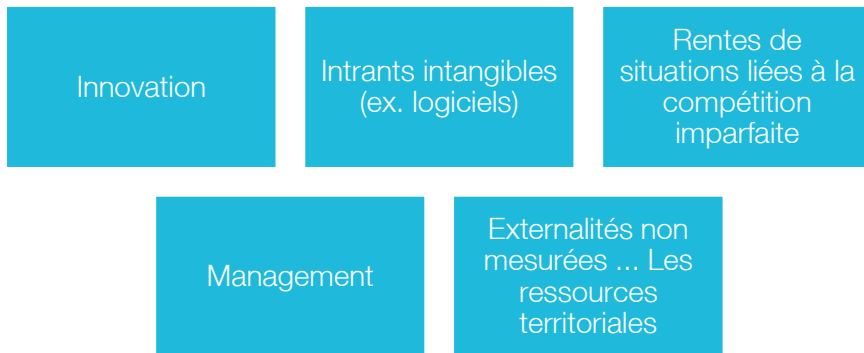 Innovation
Intrants intangibles
(ex. logiciels)
Rentes de
situations liées à la
compétition
imparfaite
Management
Externalités non
mesurées ... Les
ressources
territoriales